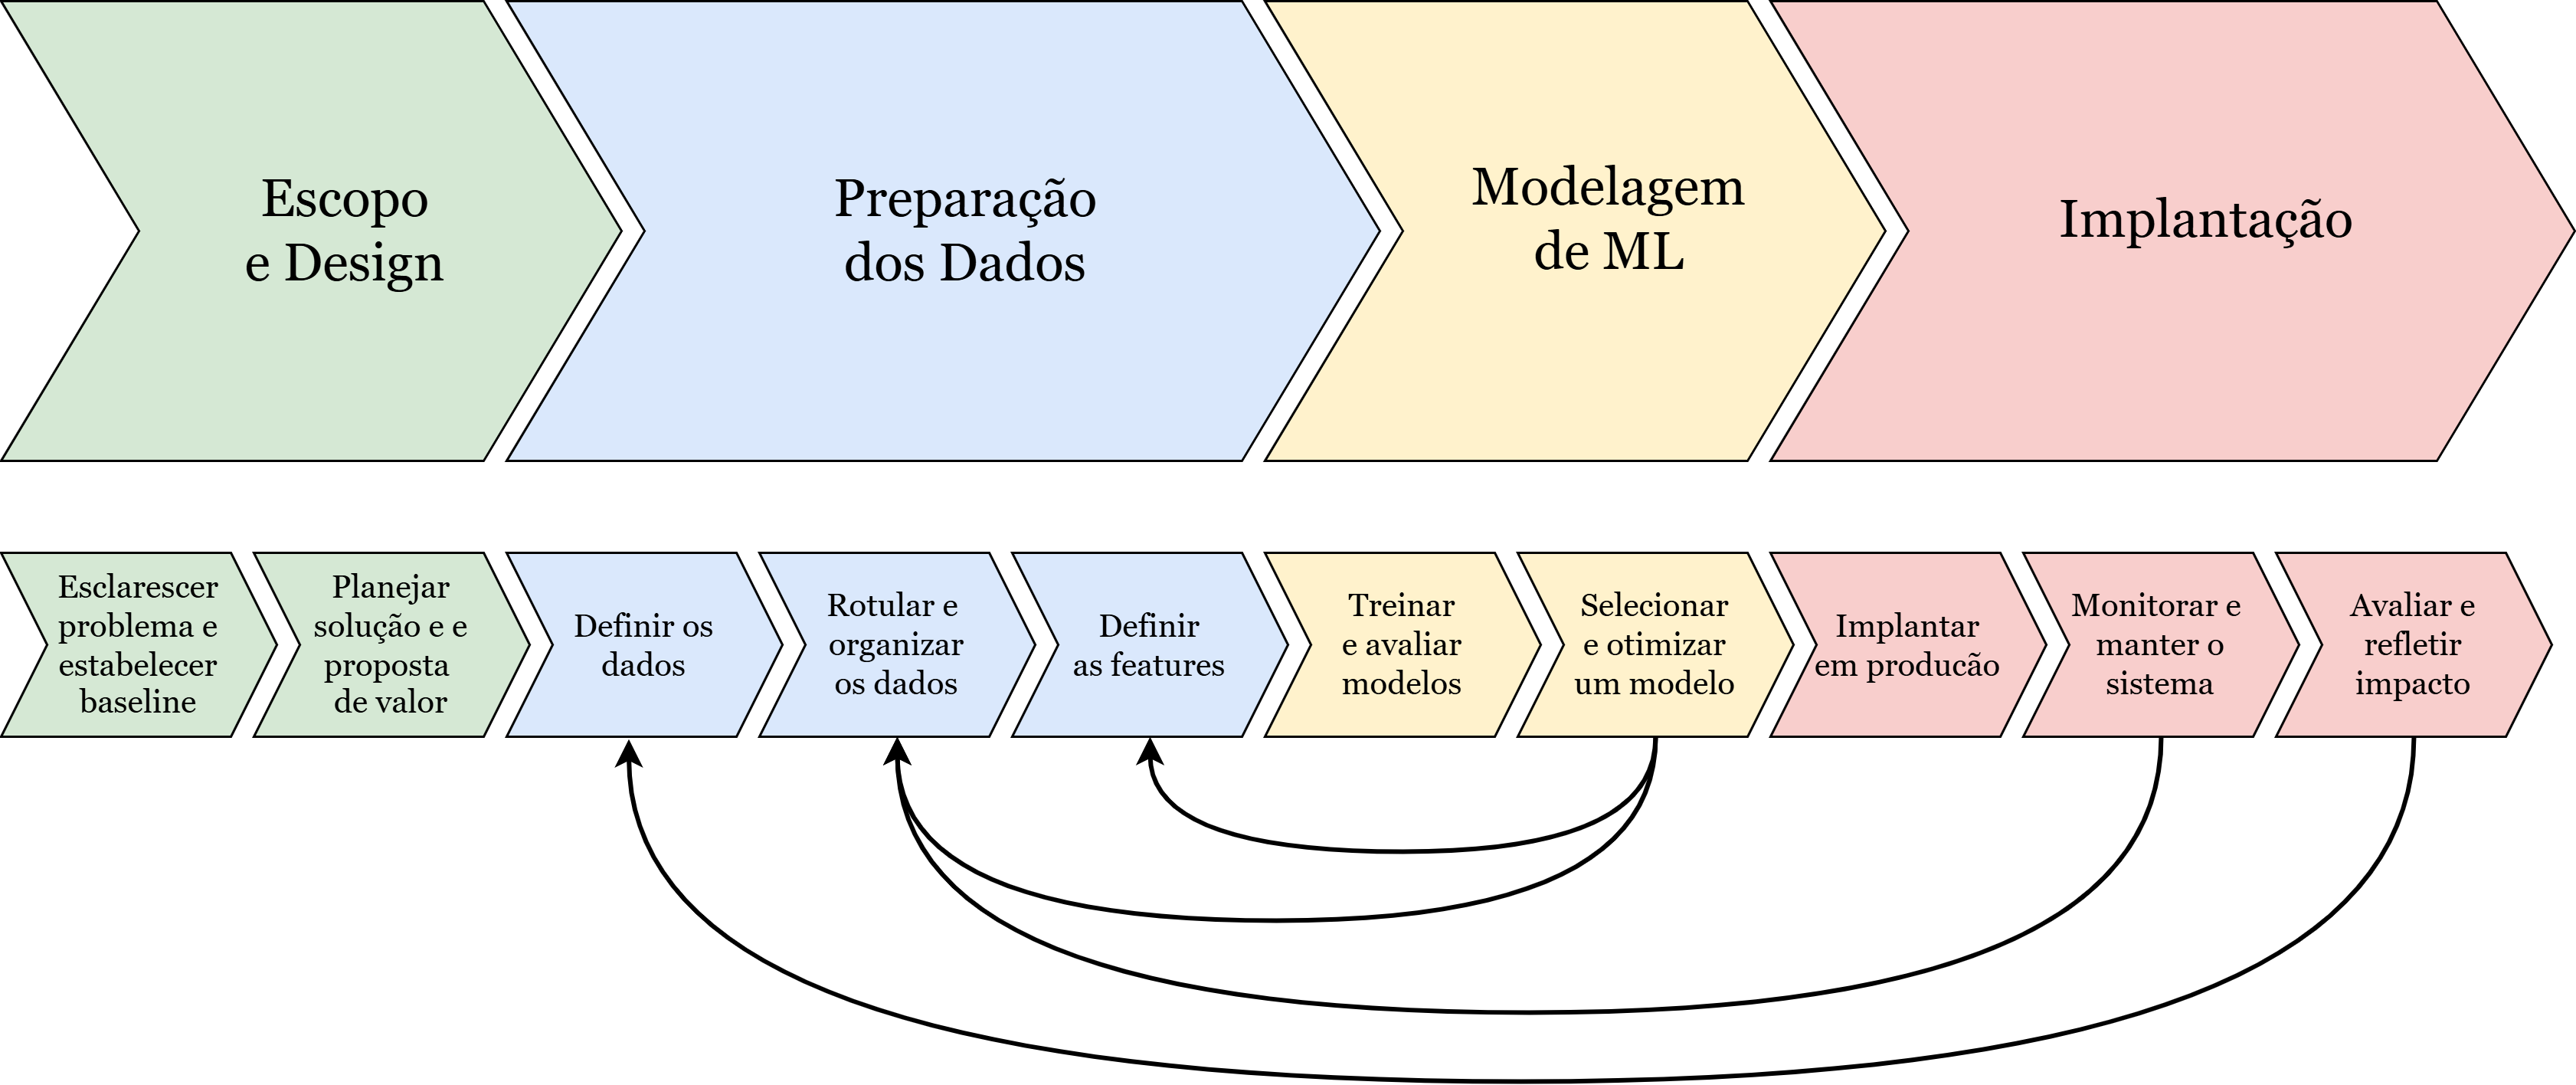 Escopo
e Design
Preparação
dos Dados
Modelagem
de ML
Implantação
Esclarescer
problema e
estabelecer
baseline
Planejar
solução e e
proposta
de valor
Definir os
dados
Rotular e
organizar
os dados
Definir
as features
Treinar
e avaliar
modelos
Selecionar
e otimizar
um modelo
Implantar
em producão
Monitorar e
manter o
sistema
Avaliar e
refletir
impacto